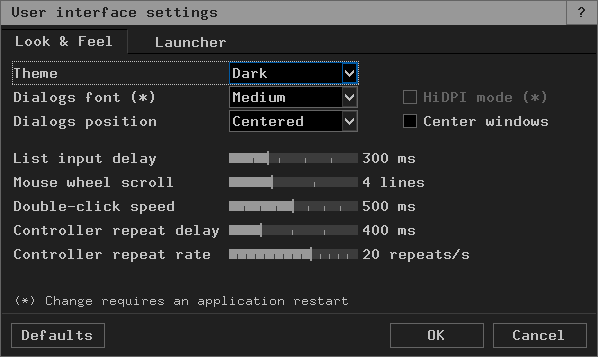 User interface settings ?
Look & Feel Launcher
Theme Dark
Dialogs font (*) Medium HiDPI mode (*)
Dialogs position Centered Center windows
List input delay 300 ms
Mouse wheel scroll 4 lines
Double-click speed 500 ms
Controller repeat delay 400 ms
Controller repeat rate 20 repeats/s
(*) Change requires an application restart
Defaults OK Cancel